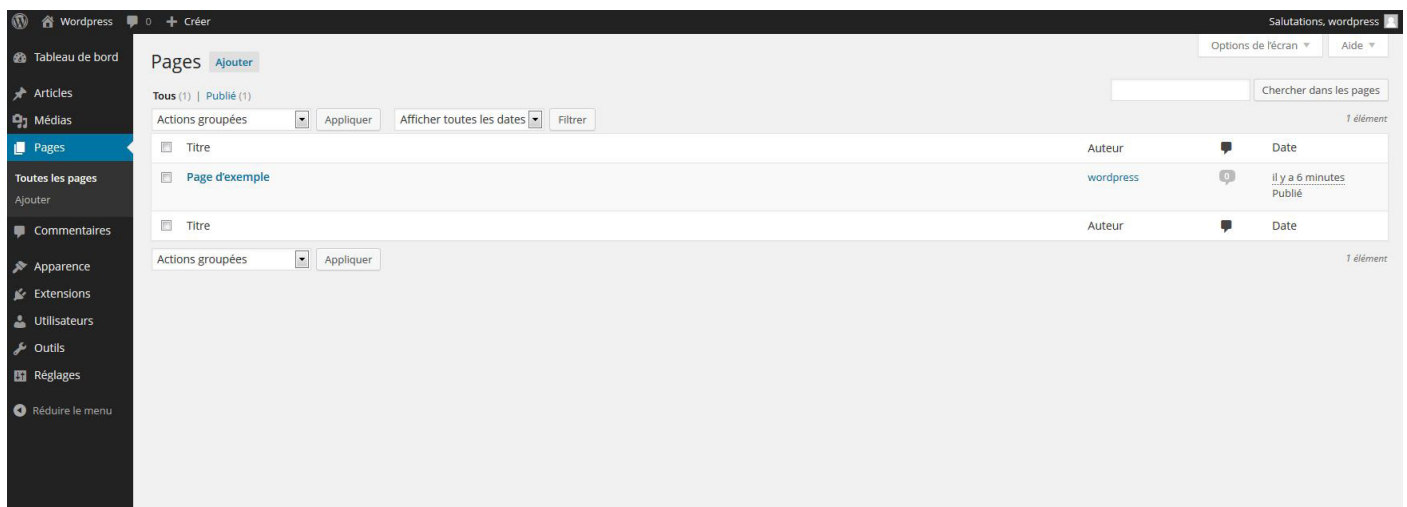 Wordpress 0 + Créer Salutations, wordpress
Options de l'écran Aide
Tableau de bord
Articles
Médias
Pages
Toutes les pages
Ajouter
Commentaires
Apparence
Extensions
Utilisateurs
Outils
Réglages
Réduire le menu
Pages Ajouter
Tous (1) | Publié (1)
Chercher dans les pages
Actions groupées Appliquer Afficher toutes les dates Filtrer 1 élément
Titre Auteur Date
Page d'exemple wordpress 0 il y a 6 minutes
Publié
Titre Auteur Date
Actions groupées Appliquer 1 élément